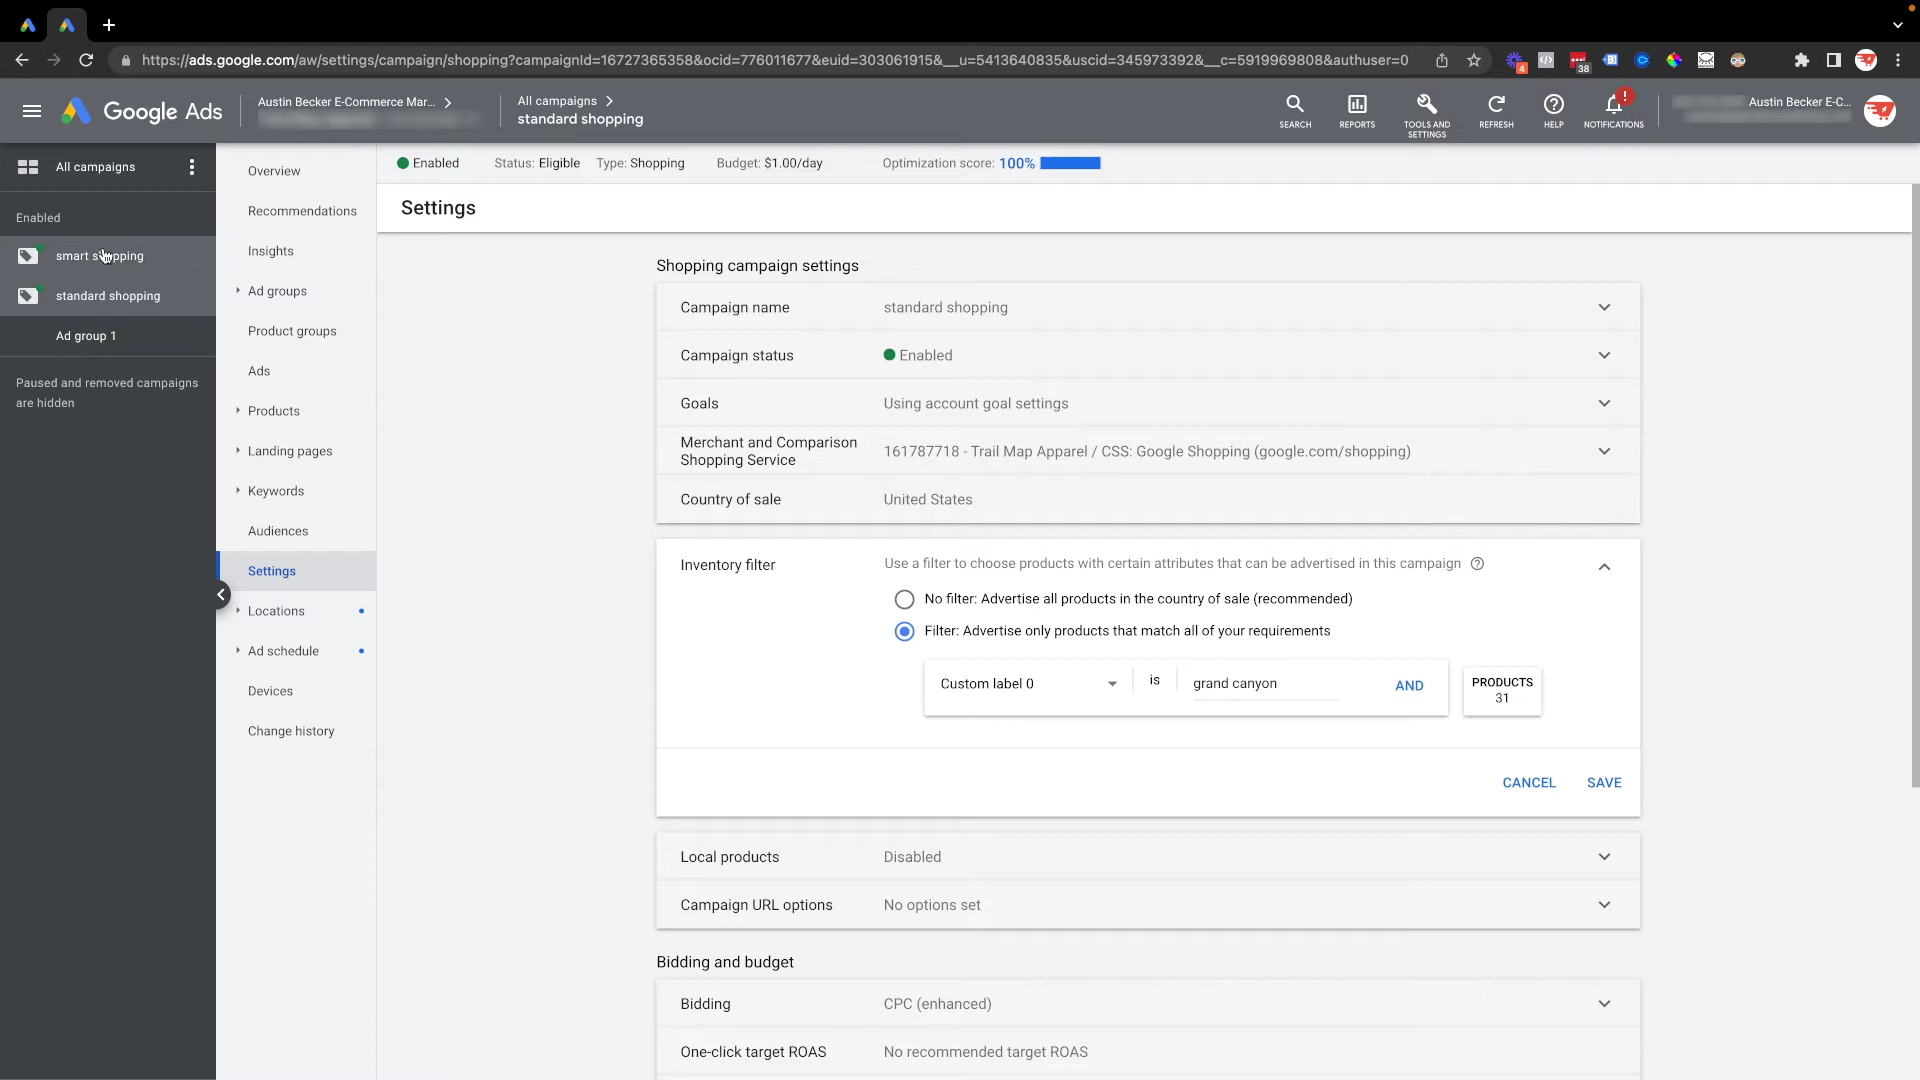 https://ads.google.com/aw/settings/campaign/shopping?campaignId=16727365358&ocid=776011677&euid=303061915&__u=5413640835&uscid=345973392&__c=5919969808&authuser=0
4
38
Google Ads
Austin Becker E-Commerce Mar...
All campaigns
standard shopping
SEARCH
REPORTS
TOOLS AND
SETTINGS
REFRESH
HELP
!
NOTIFICATIONS
Austin Becker E-C...
All campaigns
Enabled
smart shopping
standard shopping
Ad group 1
Paused and removed campaigns
are hidden
Overview
Recommendations
Insights
Ad groups
Product groups
Ads
Products
Landing pages
Keywords
Audiences
Settings
Locations
Ad schedule
Devices
Change history
Enabled Status: Eligible Type: Shopping Budget: $1.00/day Optimization score: 100%
Settings
Shopping campaign settings
Campaign name standard shopping
Campaign status Enabled
Goals Using account goal settings
Merchant and Comparison
Shopping Service
161787718 - Trail Map Apparel / CSS: Google Shopping (google.com/shopping)
Country of sale United States
Inventory filter Use a filter to choose products with certain attributes that can be advertised in this campaign
No filter: Advertise all products in the country of sale (recommended)
Filter: Advertise only products that match all of your requirements
Custom label 0 is grand canyon AND
PRODUCTS
31
CANCEL SAVE
Local products Disabled
Campaign URL options No options set
Bidding and budget
Bidding CPC (enhanced)
One-click target ROAS No recommended target ROAS